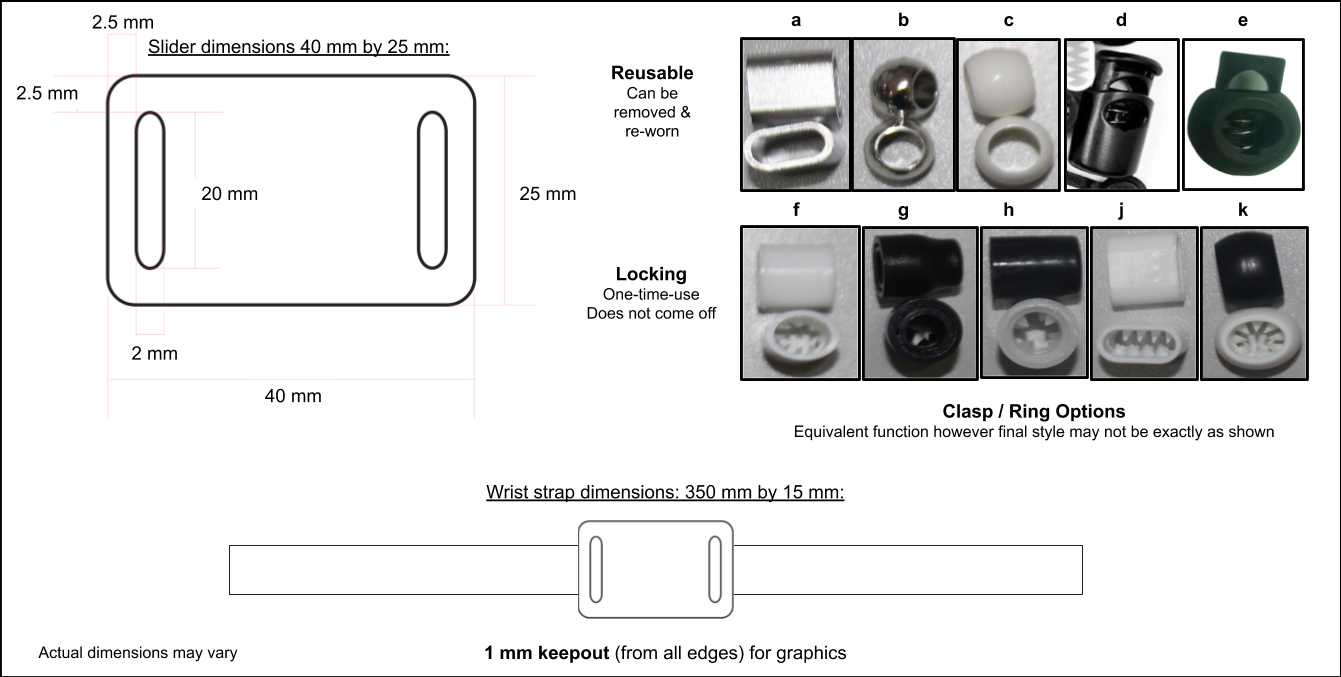 2.5 mm
Slider dimensions 40 mm by 25 mm:
2.5 mm
20 mm
25 mm
2 mm
40 mm
Reusable
Can be
removed &
re-worn
a b c d e
f g h j k
Locking
One-time-use
Does not come off
Clasp / Ring Options
Equivalent function however final style may not be exactly as shown
Wrist strap dimensions: 350 mm by 15 mm:
Actual dimensions may vary
1 mm keepout (from all edges) for graphics